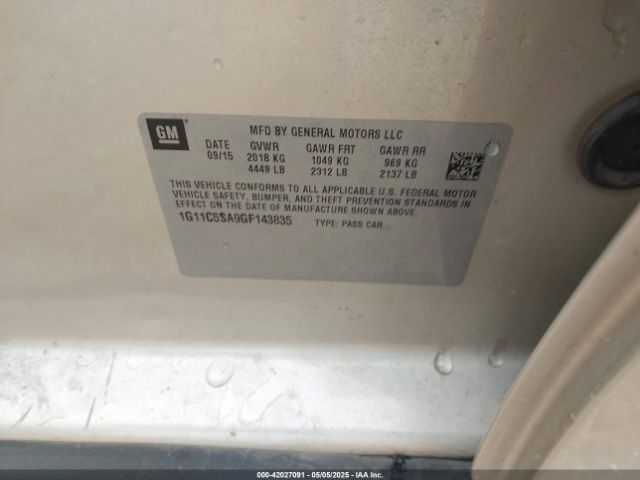 GM
MFD BY GENERAL MOTORS LLC
DATE GVWR GAWR FRT GAWR RR
09/15 2018 KG 1049 KG 969 KG
4449 LB 2312 LB 2137 LB
THIS VEHICLE CONFORMS TO ALL APPLICABLE U.S. FEDERAL MOTOR
VEHICLE SAFETY, BUMPER, AND THEFT PREVENTION STANDARDS IN
EFFECT ON THE DATE OF MANUFACTURE SHOWN ABOVE.
1G11C5SA9GF143835 TYPE: PASS CAR
000-42027091 - 05/05/2025 - IAA Inc. Copyright